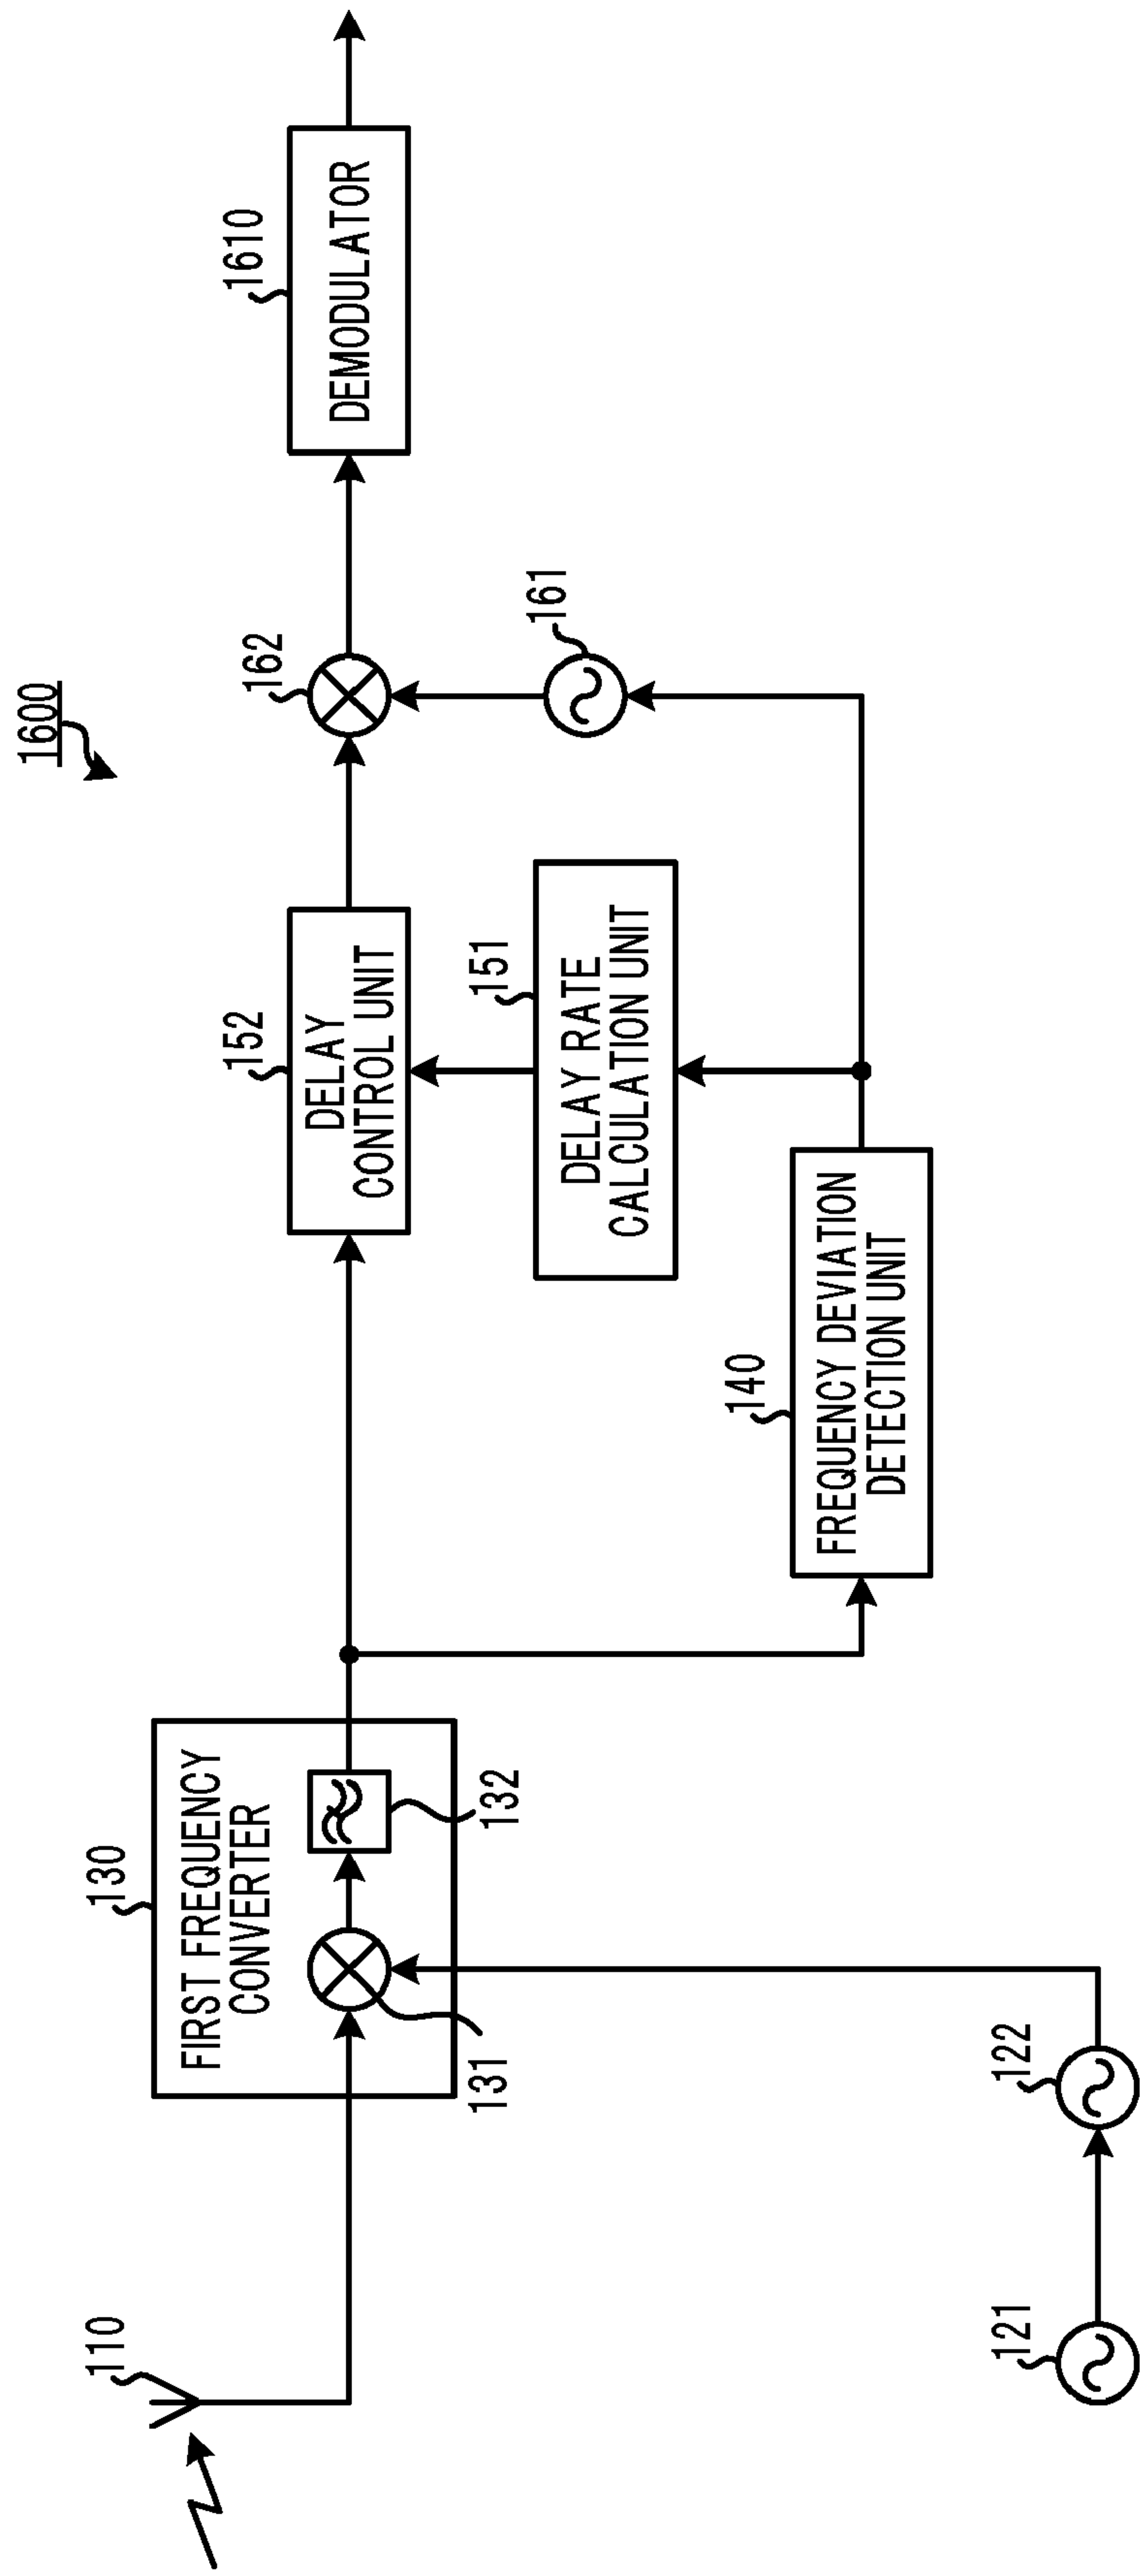 1600
110
130
FIRST FREQUENCY
CONVERTER
131
132
121
122
152
DELAY
CONTROL UNIT
151
DELAY RATE
CALCULATION UNIT
140
FREQUENCY DEVIATION
DETECTION UNIT
162
161
1610
DEMODULATOR